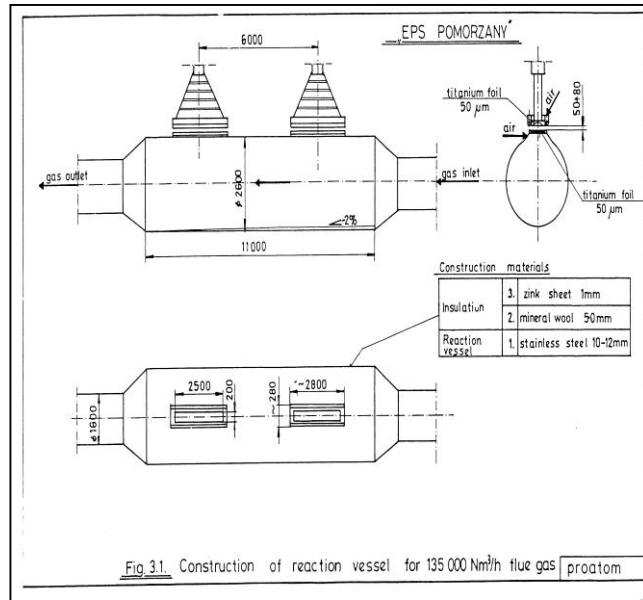 „EPS POMORZANY"
6000
titanium foil
50 µm
air
air
50÷80
gas outlet
ϕ 2600
gas inlet
titanium foil
50 µm
~2%
11000
Construction materials
Insulation
3. zink sheet 1mm
2. mineral wool 50mm
Reaction vessel
1. stainless steel 10-12mm
2500
200
~280
~2800
ϕ1600
Fig. 3.1. Construction of reaction vessel for 135 000 Nm³/h flue gas
proatom